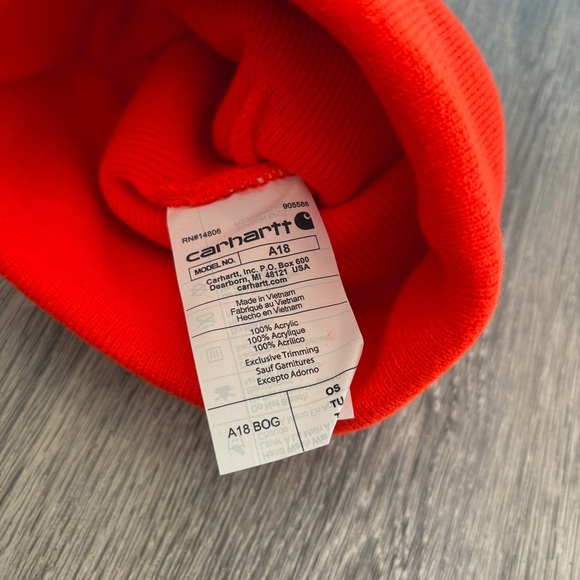 RN#14806 905588
carhartt
MODEL NO. A18
Carhartt, Inc. P.O. Box 600
Dearborn, MI 48121 USA
carhartt.com
Made in Vietnam
Fabriqué au Vietnam
Hecho en Vietnam
100% Acrylic
100% Acrylique
100% Acrilico
Exclusive Trimming
Sauf Garnitures
Excepto Adorno
A18 BOG
OS
TU